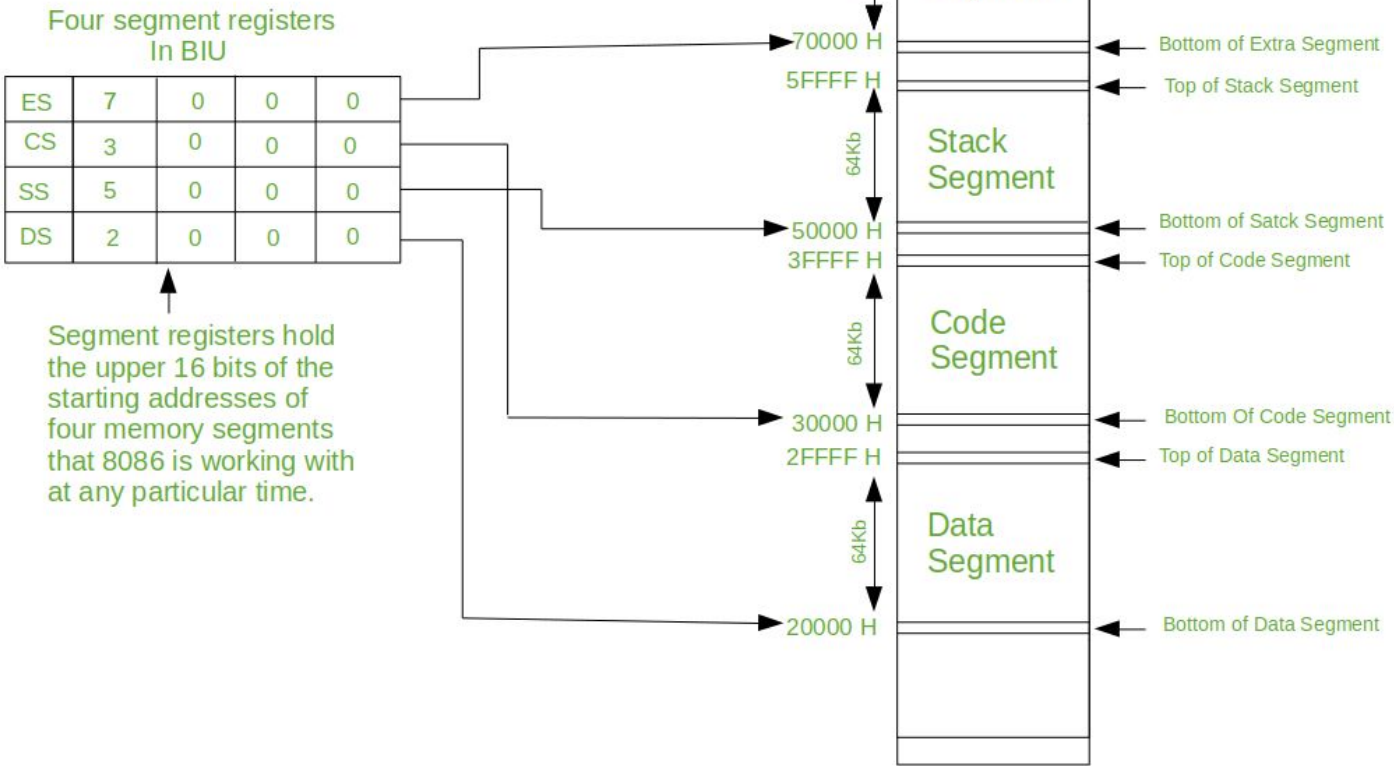 Four segment registers
In BIU
ES 7 0 0 0
CS 3 0 0 0
SS 5 0 0 0
DS 2 0 0 0
Segment registers hold
the upper 16 bits of the
starting addresses of
four memory segments
that 8086 is working with
at any particular time.
70000 H
Bottom of Extra Segment
5FFFF H
Top of Stack Segment
64Kb
Stack
Segment
50000 H
Bottom of Satck Segment
3FFFF H
Top of Code Segment
64Kb
Code
Segment
30000 H
Bottom Of Code Segment
2FFFF H
Top of Data Segment
64Kb
Data
Segment
20000 H
Bottom of Data Segment